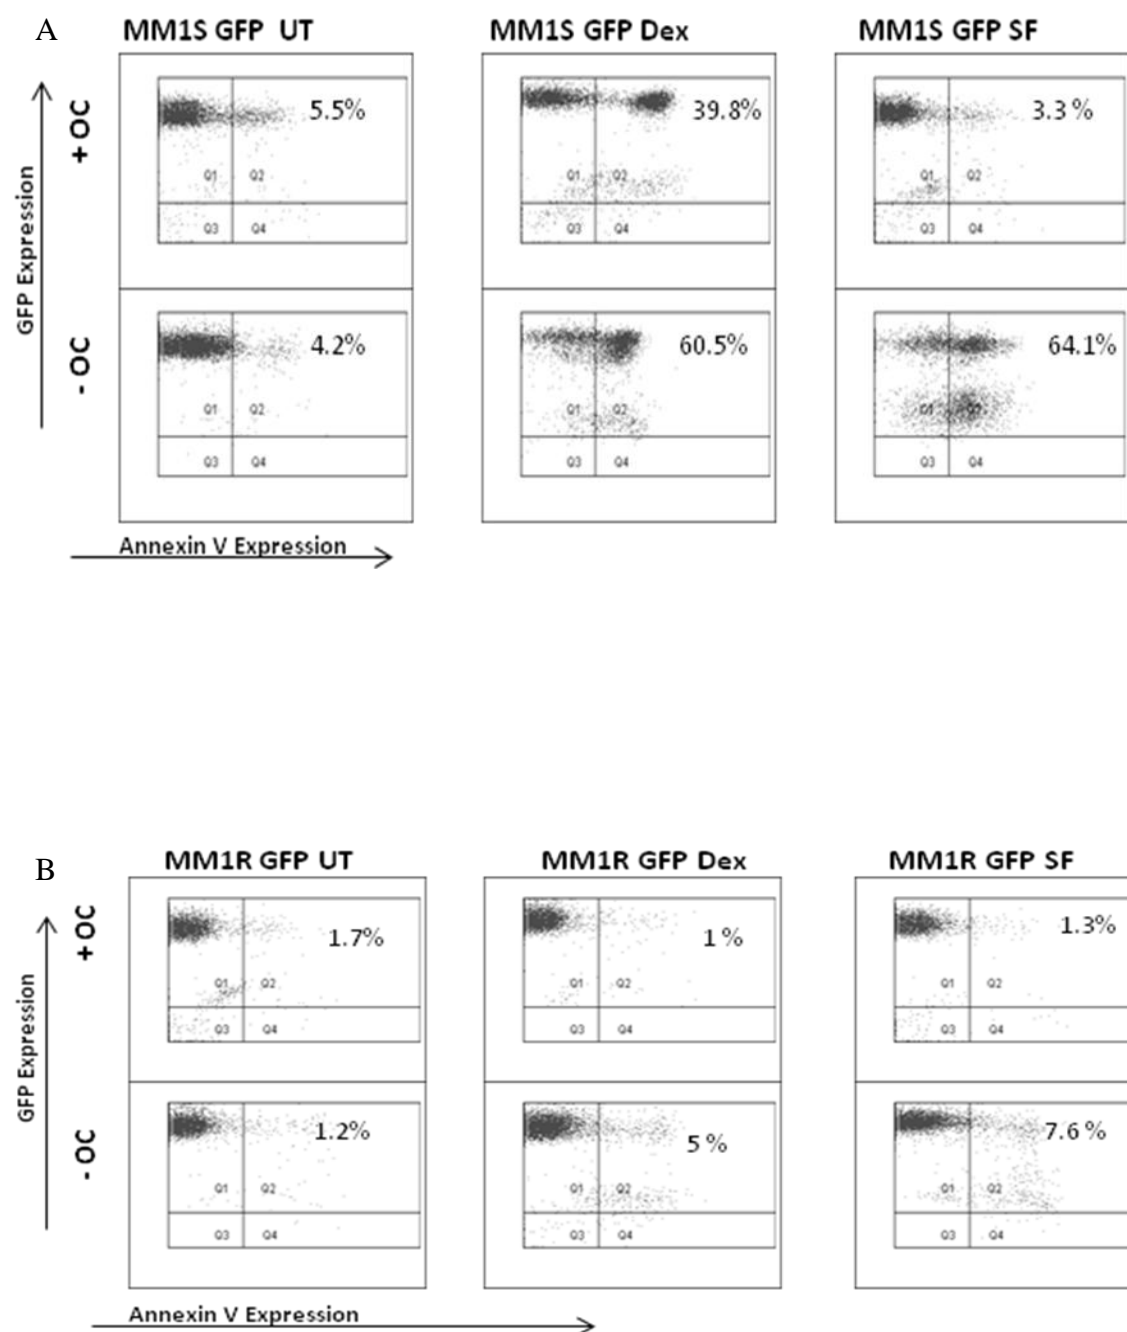 A
MM1S GFP UT
MM1S GFP Dex
MM1S GFP SF
+ OC
5.5%
39.8%
3.3 %
Q1 Q2
Q1 Q2
Q1 Q2
Q3 Q4
Q3 Q4
Q3 Q4
GFP Expression
- OC
4.2%
60.5%
64.1%
Q1 Q2
Q1 Q2
Q1 Q2
Q3 Q4
Q3 Q4
Q3 Q4
Annexin V Expression
B
MM1R GFP UT
MM1R GFP Dex
MM1R GFP SF
+ OC
1.7%
1 %
1.3%
Q1 Q2
Q1 Q2
Q1 Q2
Q3 Q4
Q3 Q4
Q3 Q4
GFP Expression
- OC
1.2%
5 %
7.6 %
Q1 Q2
Q1 Q2
Q1 Q2
Q3 Q4
Q3 Q4
Q3 Q4
Annexin V Expression